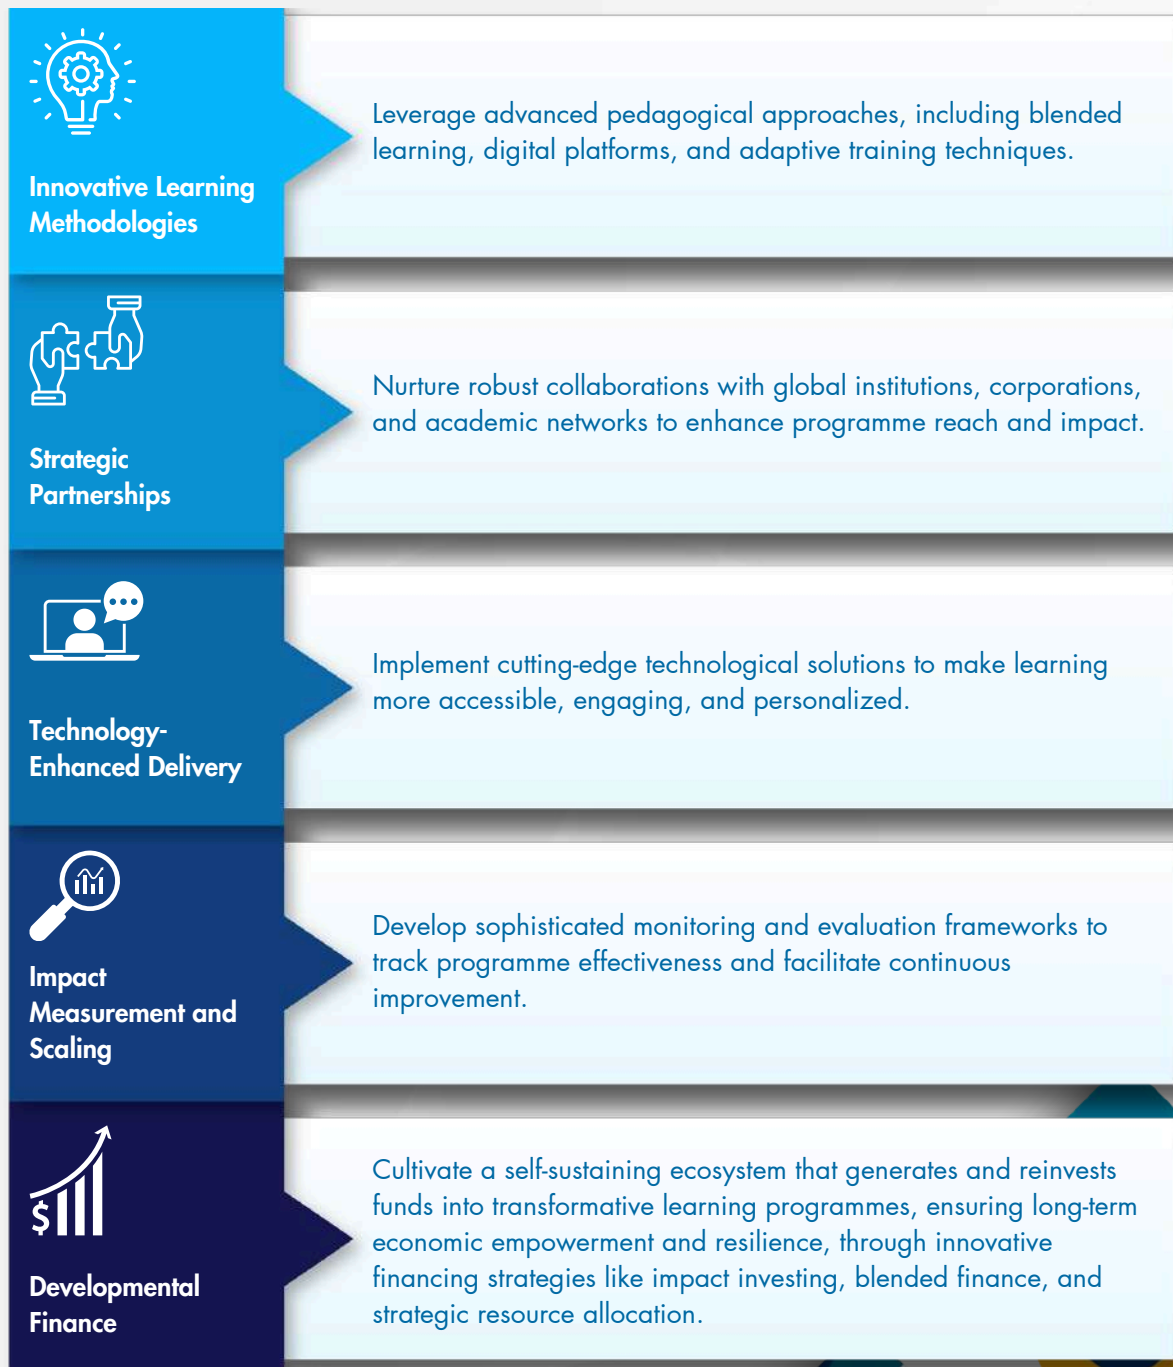 Innovative Learning
Methodologies
Leverage advanced pedagogical approaches, including blended
learning, digital platforms, and adaptive training techniques.
Strategic
Partnerships
Nurture robust collaborations with global institutions, corporations,
and academic networks to enhance programme reach and impact.
Technology-
Enhanced Delivery
Implement cutting-edge technological solutions to make learning
more accessible, engaging, and personalized.
Impact
Measurement and
Scaling
Develop sophisticated monitoring and evaluation frameworks to
track programme effectiveness and facilitate continuous
improvement.
$
Developmental
Finance
Cultivate a self-sustaining ecosystem that generates and reinvests
funds into transformative learning programmes, ensuring long-term
economic empowerment and resilience, through innovative
financing strategies like impact investing, blended finance, and
strategic resource allocation.